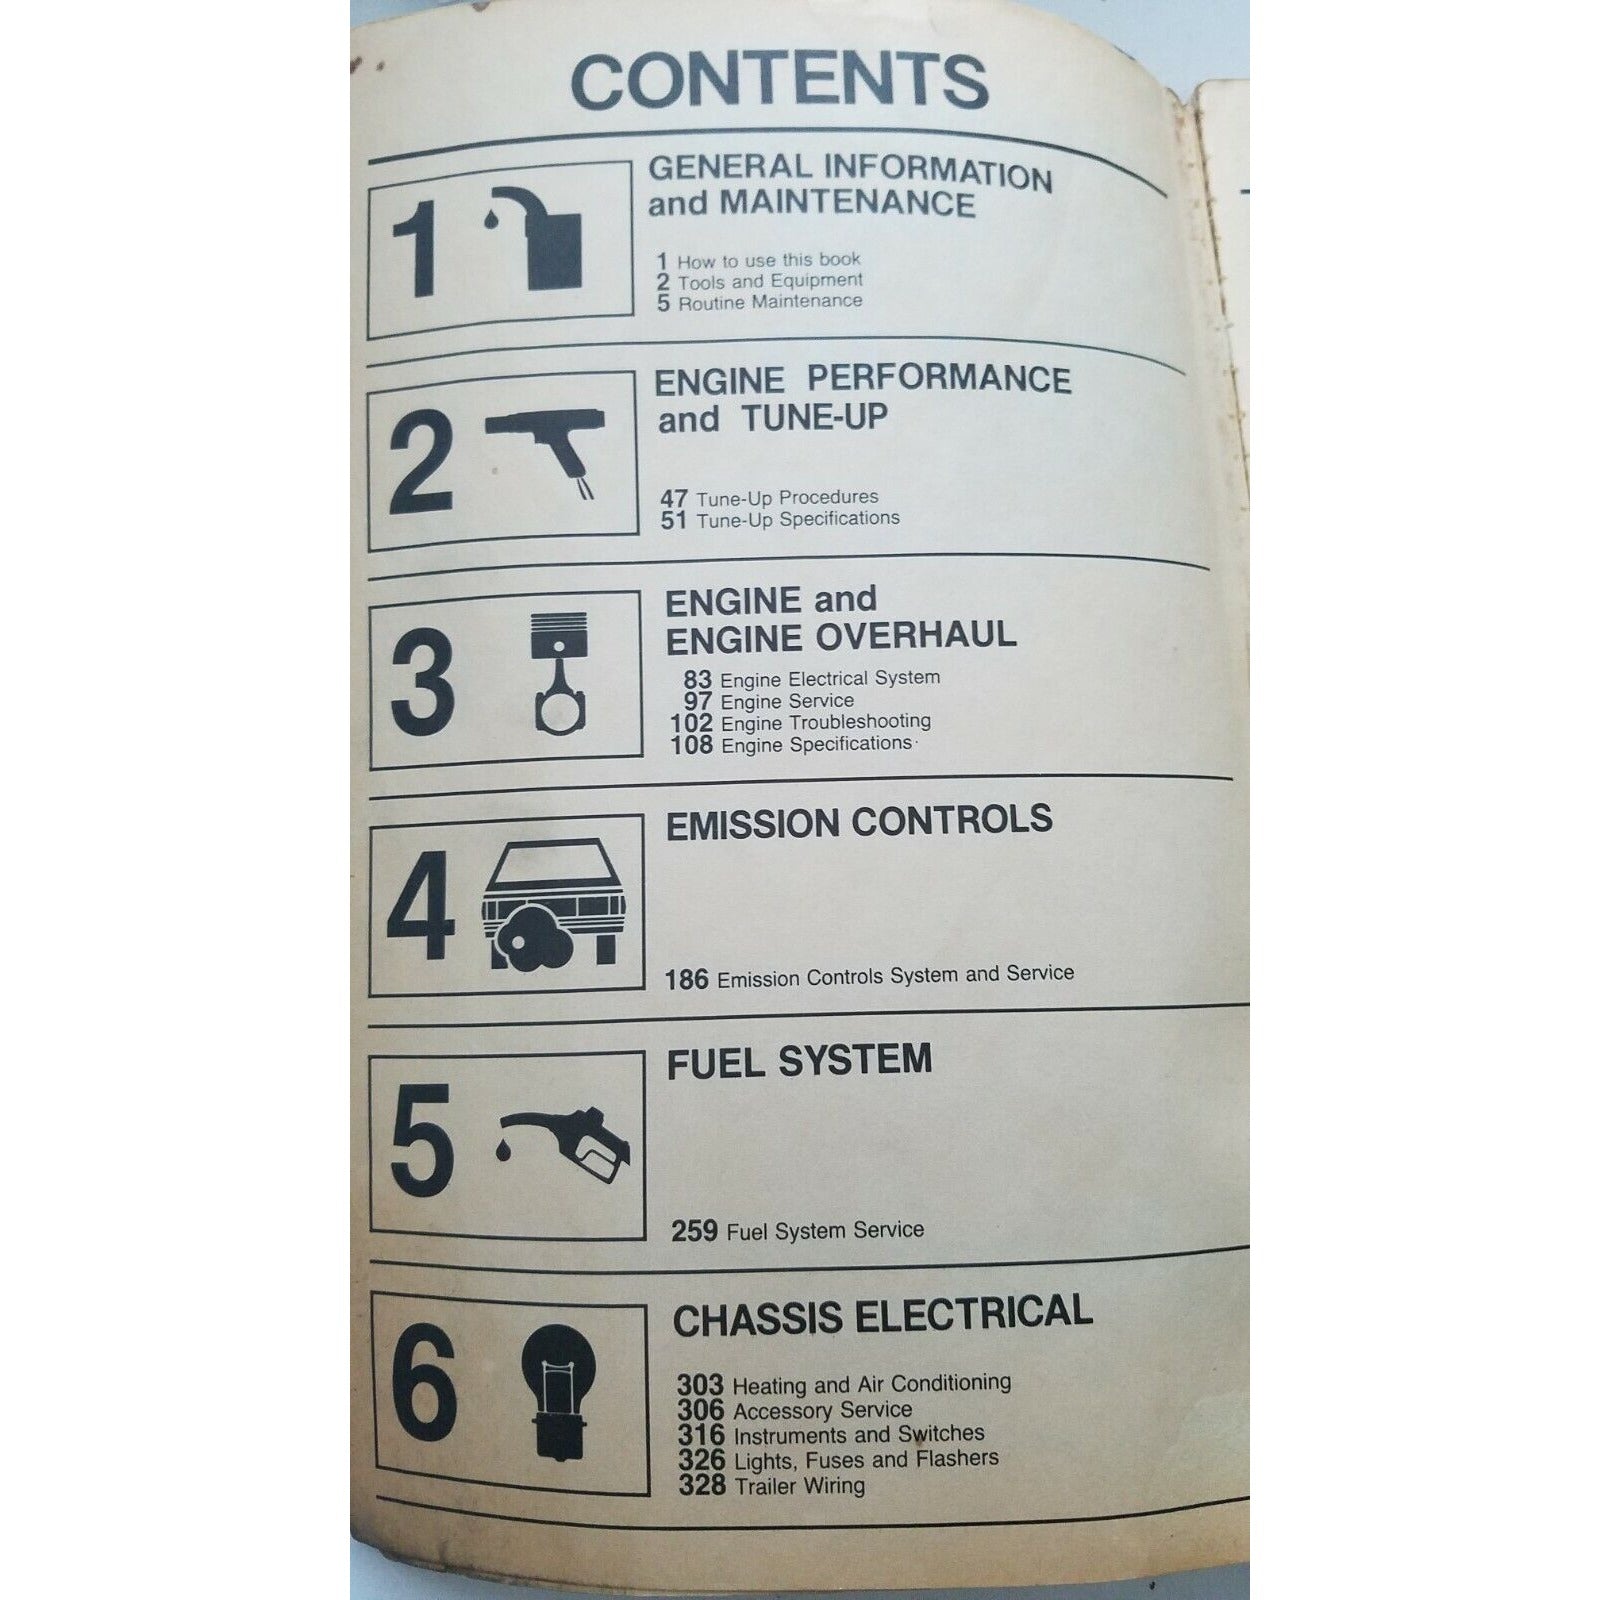 CONTENTS
1
GENERAL INFORMATION
and MAINTENANCE
1 How to use this book
2 Tools and Equipment
5 Routine Maintenance
2
ENGINE PERFORMANCE
and TUNE-UP
47 Tune-Up Procedures
51 Tune-Up Specifications
3
ENGINE and
ENGINE OVERHAUL
83 Engine Electrical System
97 Engine Service
102 Engine Troubleshooting
108 Engine Specifications
4
EMISSION CONTROLS
186 Emission Controls System and Service
5
FUEL SYSTEM
259 Fuel System Service
6
CHASSIS ELECTRICAL
303 Heating and Air Conditioning
306 Accessory Service
316 Instruments and Switches
326 Lights, Fuses and Flashers
328 Trailer Wiring